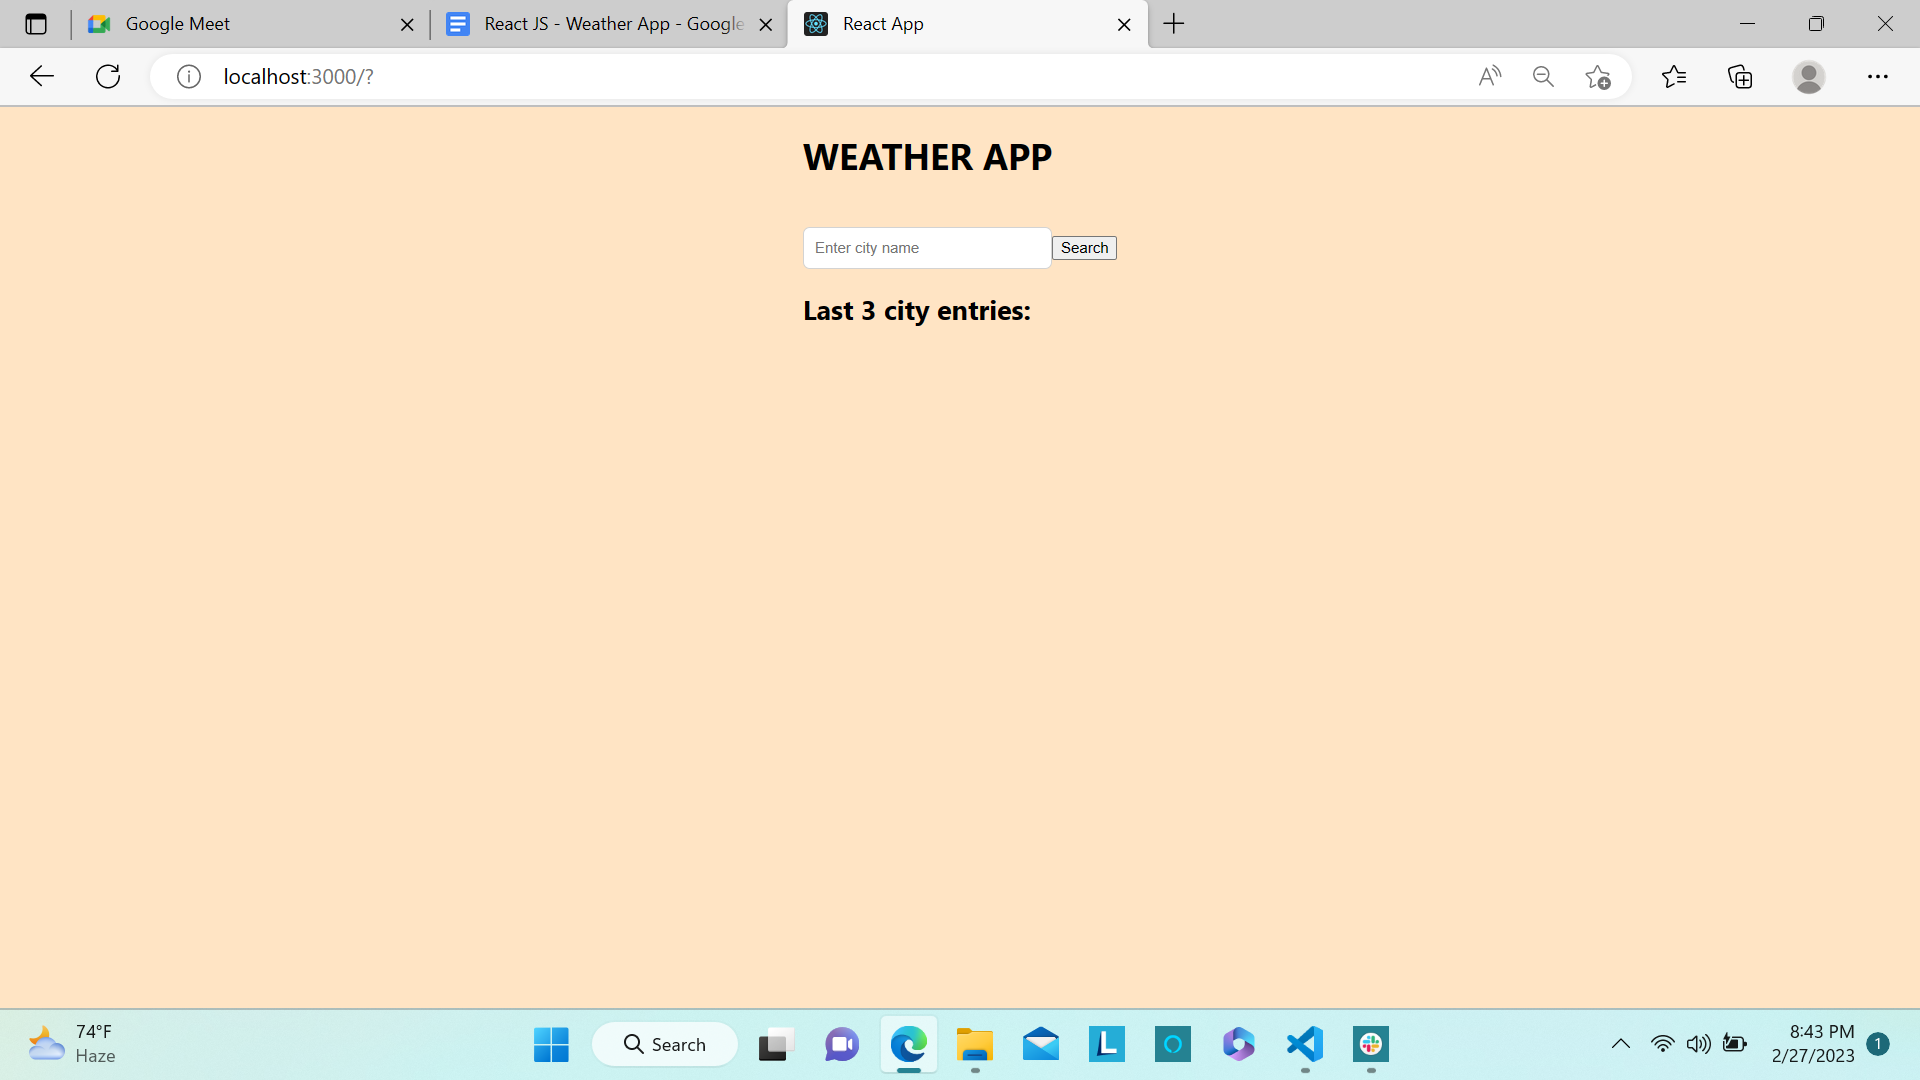 Google Meet
React JS - Weather App - Google
React App
localhost:3000/?
WEATHER APP
Enter city name
Search
Last 3 city entries:
74°F
Haze
Search
8:43 PM
2/27/2023
1